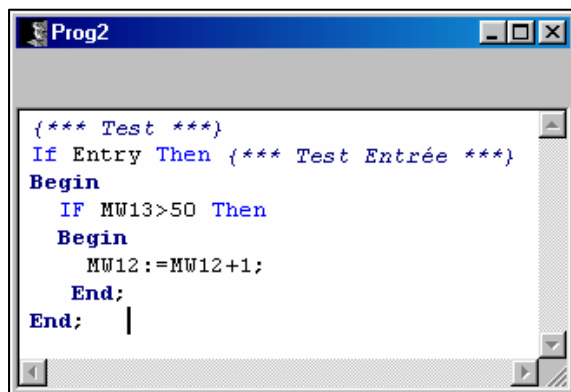 Prog2
{*** Test ***}
If Entry Then {*** Test Entrée ***}
Begin
IF MW13>50 Then
Begin
MW12:=MW12+1;
End;
End;